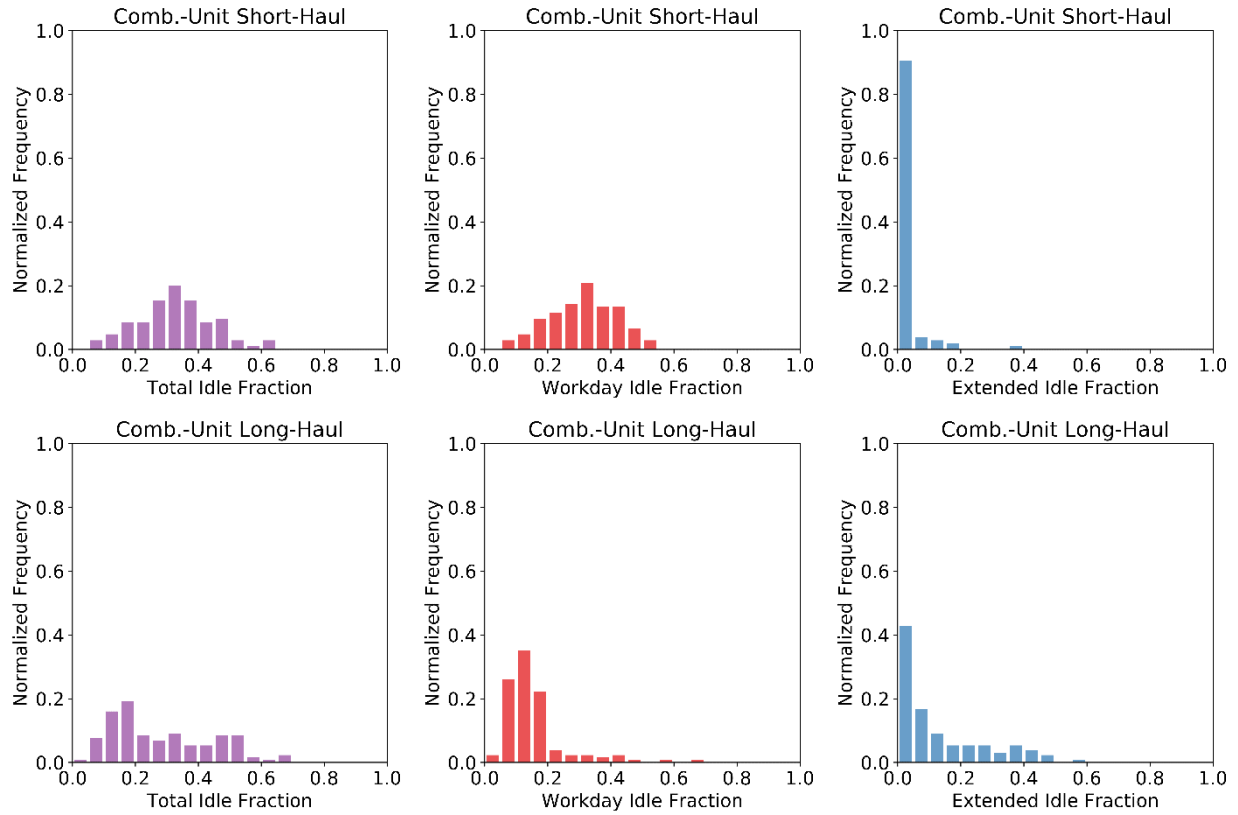 Comb.-Unit Short-Haul
Normalized Frequency
1.0
0.8
0.6
0.4
0.2
0.0
0.0 0.2 0.4 0.6 0.8 1.0
Total Idle Fraction
Comb.-Unit Short-Haul
Normalized Frequency
1.0
0.8
0.6
0.4
0.2
0.0
0.0 0.2 0.4 0.6 0.8 1.0
Workday Idle Fraction
Comb.-Unit Short-Haul
Normalized Frequency
1.0
0.8
0.6
0.4
0.2
0.0
0.0 0.2 0.4 0.6 0.8 1.0
Extended Idle Fraction
Comb.-Unit Long-Haul
Normalized Frequency
1.0
0.8
0.6
0.4
0.2
0.0
0.0 0.2 0.4 0.6 0.8 1.0
Total Idle Fraction
Comb.-Unit Long-Haul
Normalized Frequency
1.0
0.8
0.6
0.4
0.2
0.0
0.0 0.2 0.4 0.6 0.8 1.0
Workday Idle Fraction
Comb.-Unit Long-Haul
Normalized Frequency
1.0
0.8
0.6
0.4
0.2
0.0
0.0 0.2 0.4 0.6 0.8 1.0
Extended Idle Fraction